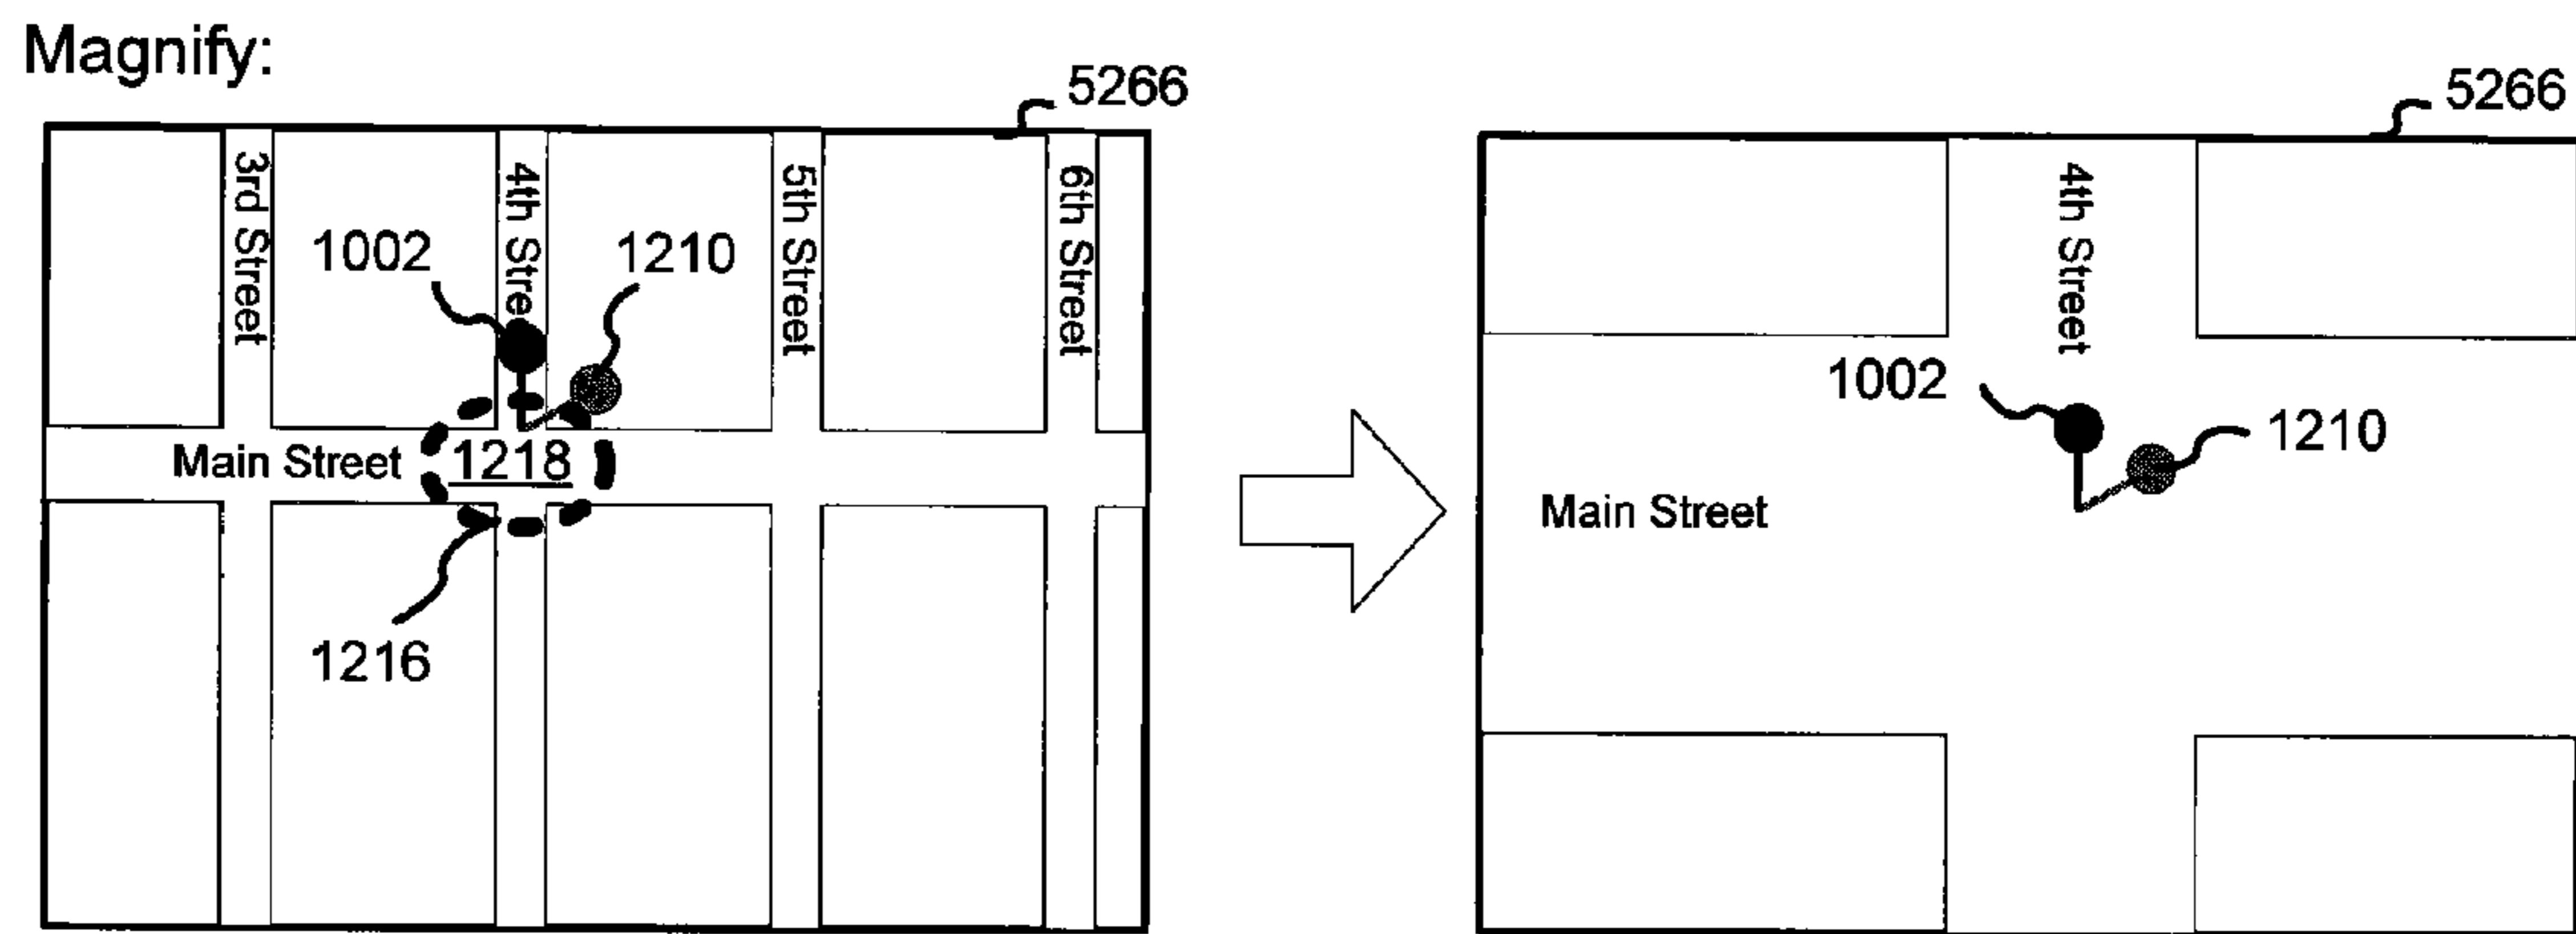 Magnify:
5266
3rd Street
4th Stree
5th Street
6th Street
1002
1210
Main Street
1218
1216
5266
4th Street
1002
1210
Main Street